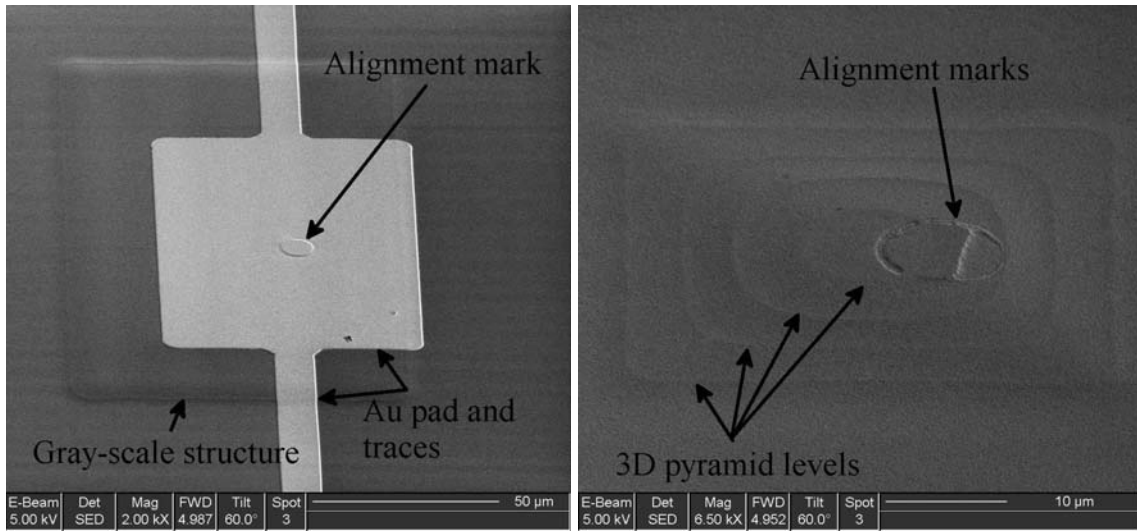 Alignment mark
Au pad and
traces
Gray-scale structure
E-Beam Det Mag FWD Tilt Spot 50 µm
5.00 kV SED 2.00 kX 4.987 60.0° 3
Alignment marks
3D pyramid levels
E-Beam Det Mag FWD Tilt Spot 10 µm
5.00 kV SED 6.50 kX 4.952 60.0° 3